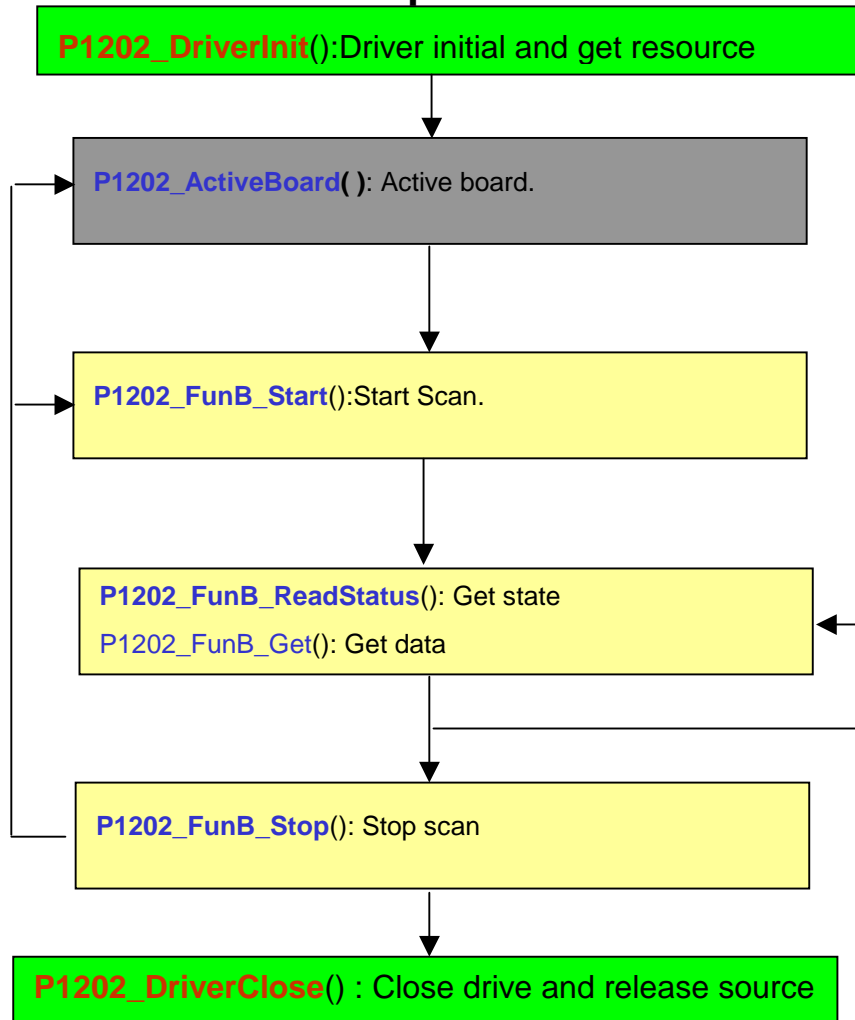 P1202_DriverInit():Driver initial and get resource
P1202_ActiveBoard( ): Active board.
P1202_FunB_Start():Start Scan.
P1202_FunB_ReadStatus(): Get state
P1202_FunB_Get(): Get data
P1202_FunB_Stop(): Stop scan
P1202_DriverClose() : Close drive and release source